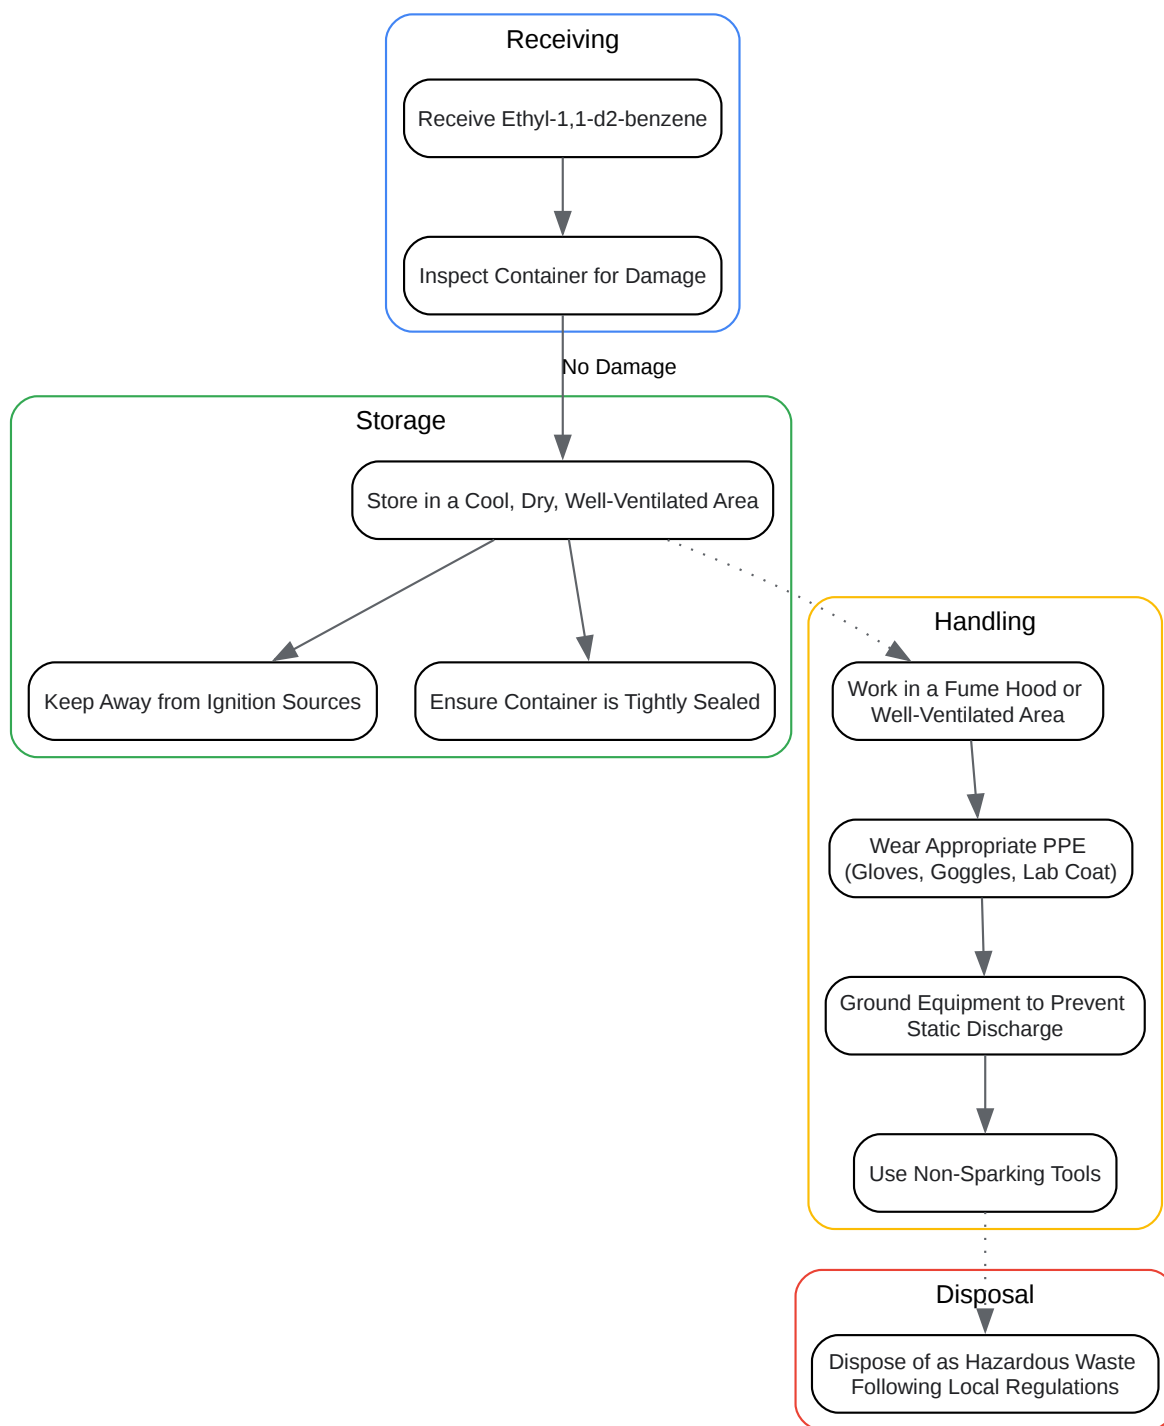 Receiving
Receive Ethyl-1,1-d2-benzene
Inspect Container for Damage
No Damage
Storage
Store in a Cool, Dry, Well-Ventilated Area
Keep Away from Ignition Sources
Ensure Container is Tightly Sealed
Handling
Work in a Fume Hood or
Well-Ventilated Area
Wear Appropriate PPE
(Gloves, Goggles, Lab Coat)
Ground Equipment to Prevent
Static Discharge
Use Non-Sparking Tools
Disposal
Dispose of as Hazardous Waste
Following Local Regulations